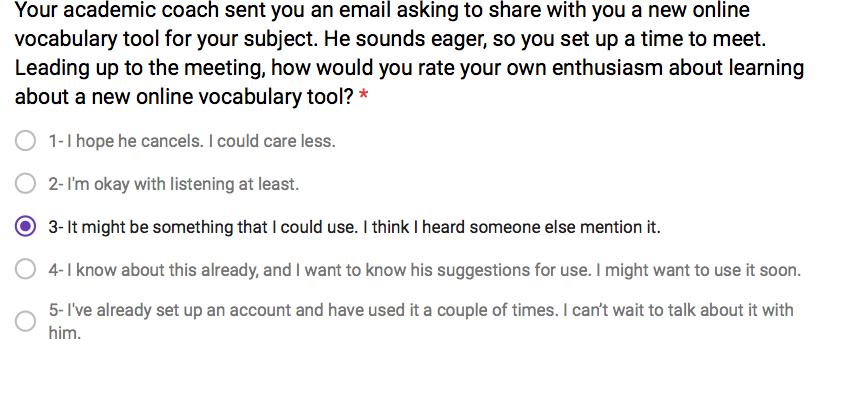 Your academic coach sent you an email asking to share with you a new online
vocabulary tool for your subject. He sounds eager, so you set up a time to meet.
Leading up to the meeting, how would you rate your own enthusiasm about learning
about a new online vocabulary tool? *
1- I hope he cancels. I could care less.
2- I'm okay with listening at least.
3- It might be something that I could use. I think I heard someone else mention it.
4- I know about this already, and I want to know his suggestions for use. I might want to use it soon.
5- I've already set up an account and have used it a couple of times. I can't wait to talk about it with
him.